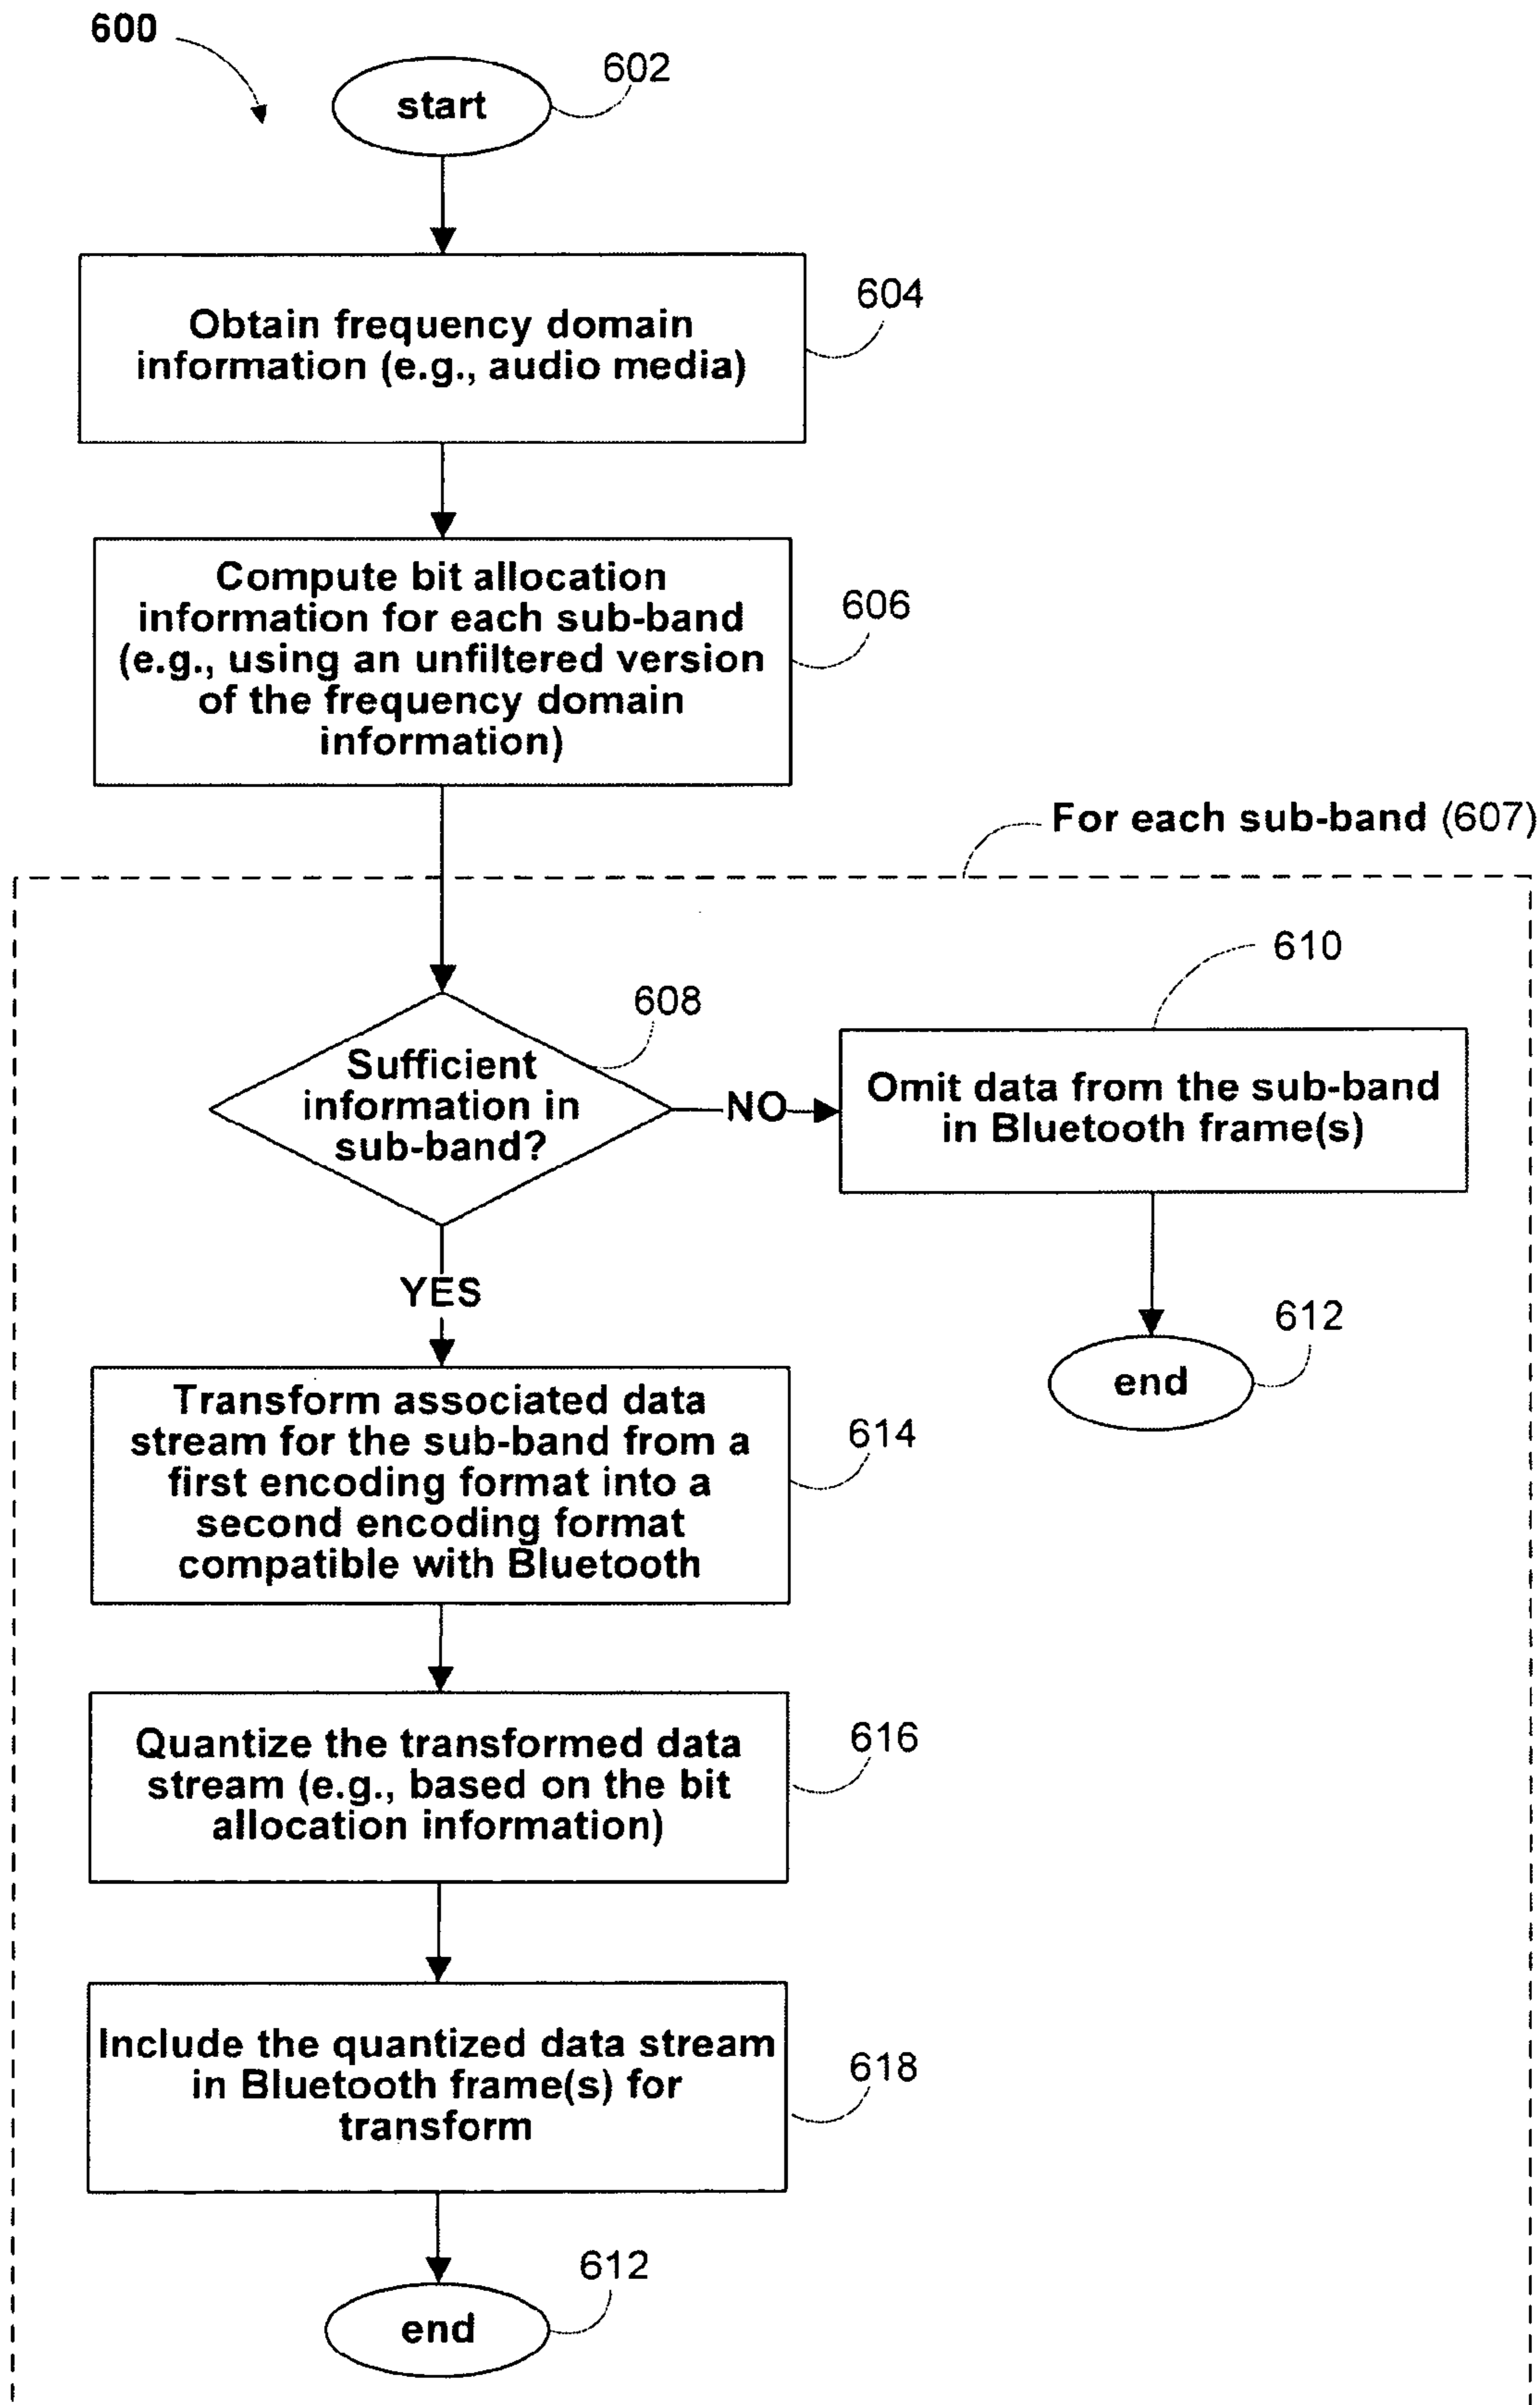 600
start
602
Obtain frequency domain
information (e.g., audio media)
604
Compute bit allocation
information for each sub-band
(e.g., using an unfiltered version
of the frequency domain
information)
606
For each sub-band (607)
Sufficient
information in
sub-band?
608
NO
610
Omit data from the sub-band
in Bluetooth frame(s)
YES
612
end
Transform associated data
stream for the sub-band from a
first encoding format into a
second encoding format
compatible with Bluetooth
614
Quantize the transformed data
stream (e.g., based on the bit
allocation information)
616
Include the quantized data stream
in Bluetooth frame(s) for
transform
618
612
end